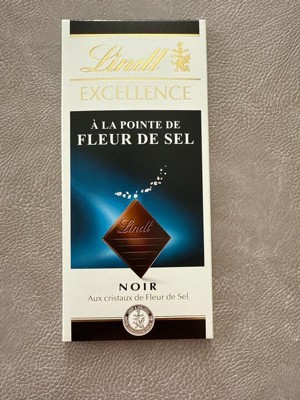 Lindt
EXCELLENCE
À LA POINTE DE
FLEUR DE SEL
Lindt
NOIR
Aux cristaux de Fleur de Sel